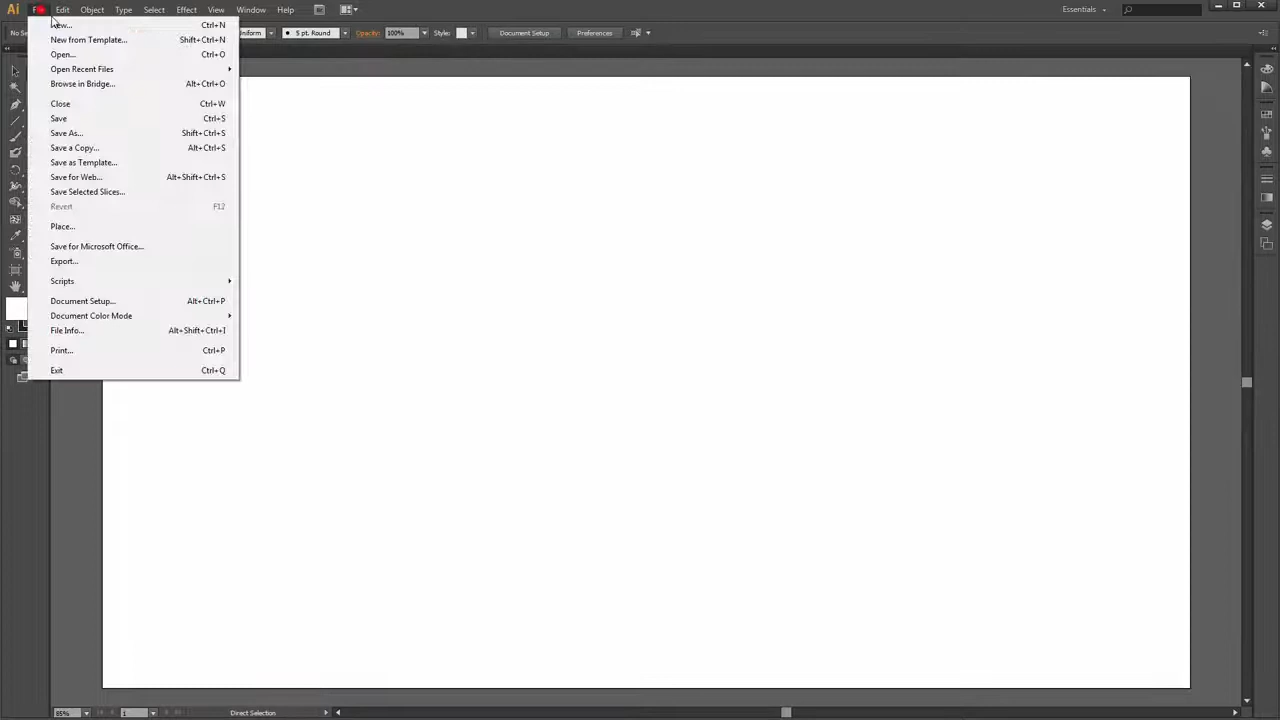 Ai Edit Object Type Select Effect View Window Help Br Essentials
Uniform 5 pt. Round Opacity: 100% Style: Document Setup Preferences
New... Ctrl+N
New from Template... Shift+Ctrl+N
Open... Ctrl+O
Open Recent Files
Browse in Bridge... Alt+Ctrl+O
Close Ctrl+W
Save Ctrl+S
Save As... Shift+Ctrl+S
Save a Copy... Alt+Ctrl+S
Save as Template...
Save for Web... Alt+Shift+Ctrl+S
Save Selected Slices...
Revert F12
Place...
Save for Microsoft Office...
Export...
Scripts
Document Setup... Alt+Ctrl+P
Document Color Mode
File Info... Alt+Shift+Ctrl+I
Print... Ctrl+P
Exit Ctrl+Q
85% 1 Direct Selection